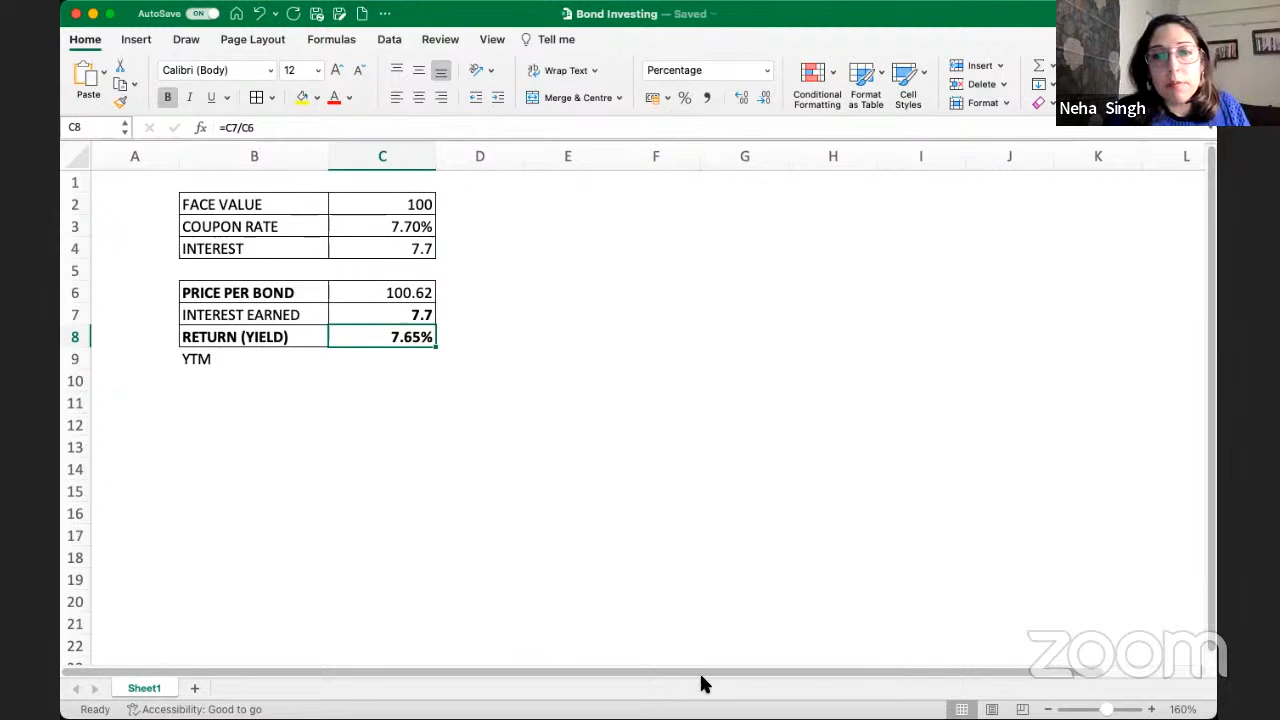 AutoSave ON Bond Investing — Saved
Home Insert Draw Page Layout Formulas Data Review View Tell me
Paste Calibri (Body) 12 Wrap Text Percentage Conditional Formatting Format as Table Cell Styles Insert
B I U A Merge & Centre % Delete
Format
Neha Singh
C8 fx =C7/C6
A B C D E F G H I J K L
1
2 FACE VALUE 100
3 COUPON RATE 7.70%
4 INTEREST 7.7
5
6 PRICE PER BOND 100.62
7 INTEREST EARNED 7.7
8 RETURN (YIELD) 7.65%
9 YTM
10
11
12
13
14
15
16
17
18
19
20
21
22
zoom
Sheet1
Ready Accessibility: Good to go 160%